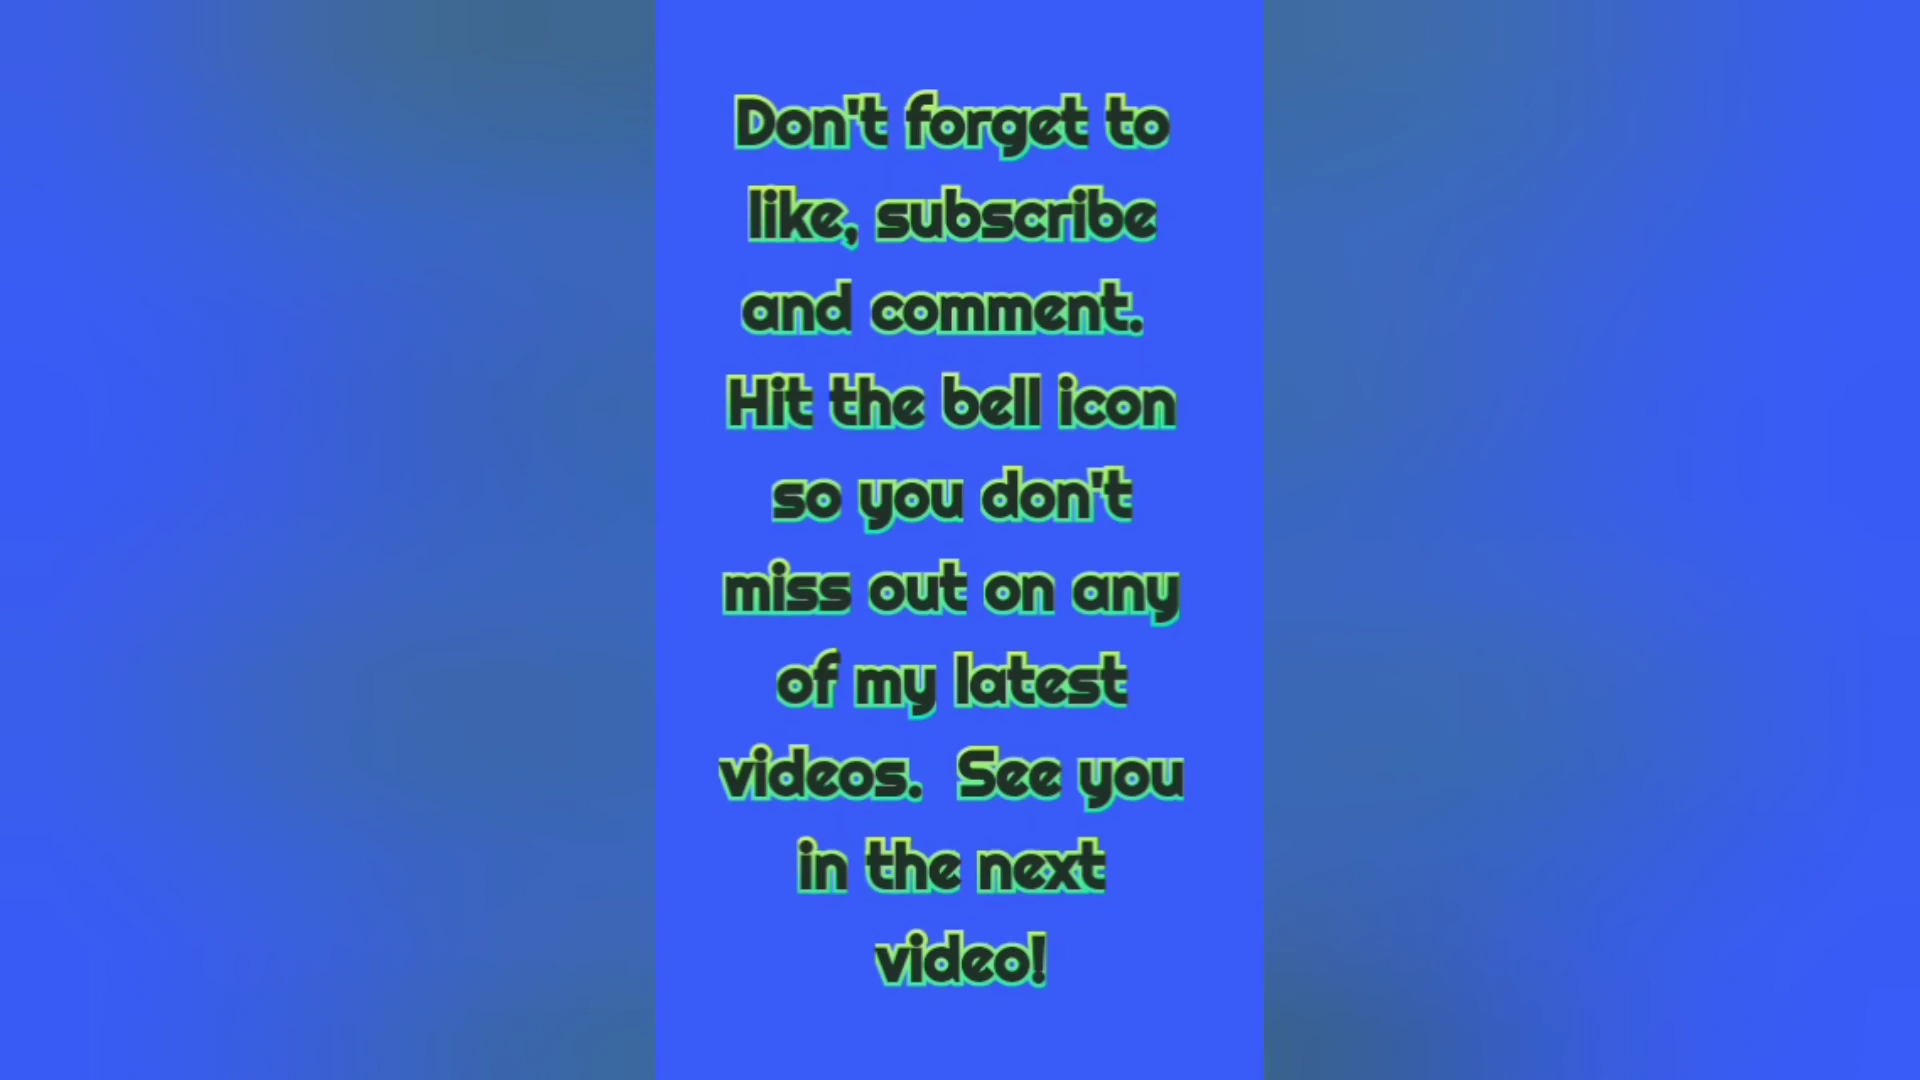 Don't forget to
like, subscribe
and comment.
Hit the bell icon
so you don't
miss out on any
of my latest
videos.  See you
in the next
video!